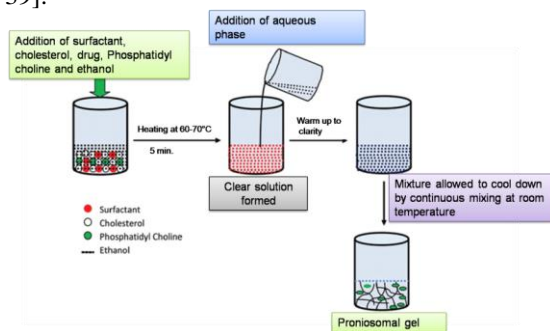 39].
Addition of surfactant,
cholesterol, drug, Phosphatidyl
choline and ethanol
Addition of aqueous
phase
Heating at 60-70°C
5 min.
Warm up to
clarity
Clear solution
formed
Mixture allowed to cool down
by continuous mixing at room
temperature
Surfactant
Cholesterol
Phosphatidyl Choline
Ethanol
Proniosomal gel